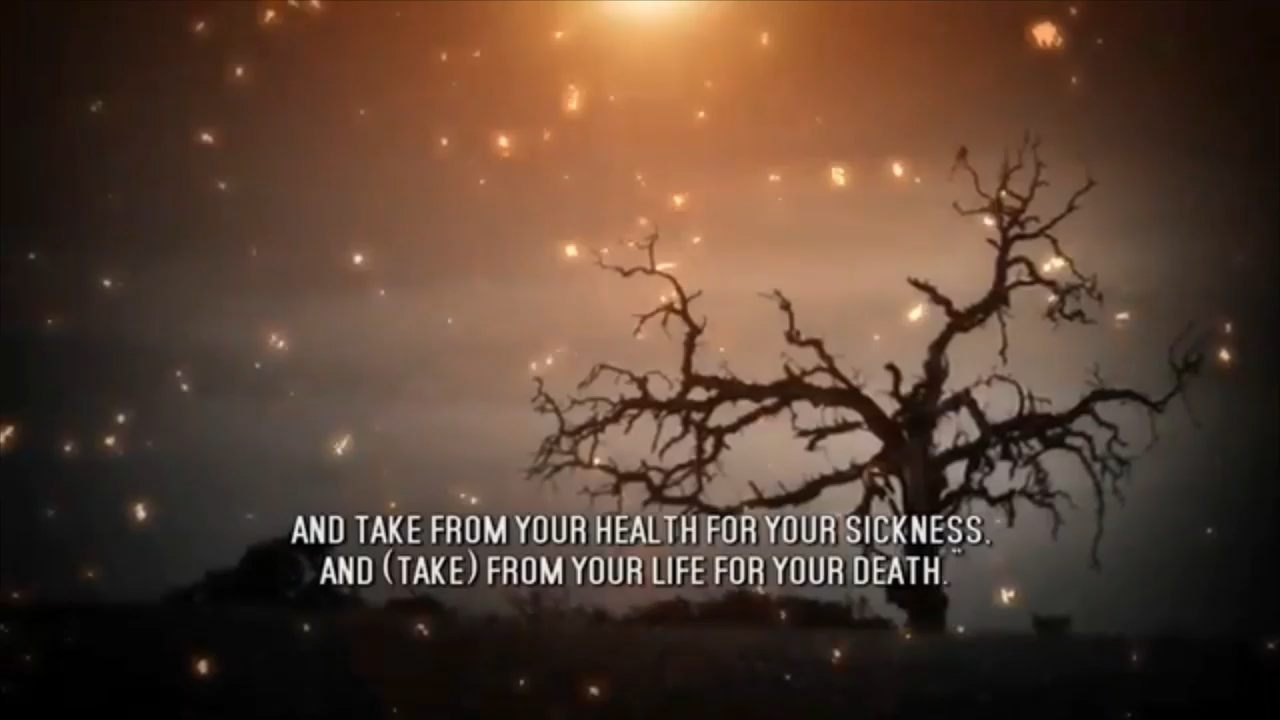 AND TAKE FROM YOUR HEALTH FOR YOUR SICKNESS,
AND (TAKE) FROM YOUR LIFE FOR YOUR DEATH."